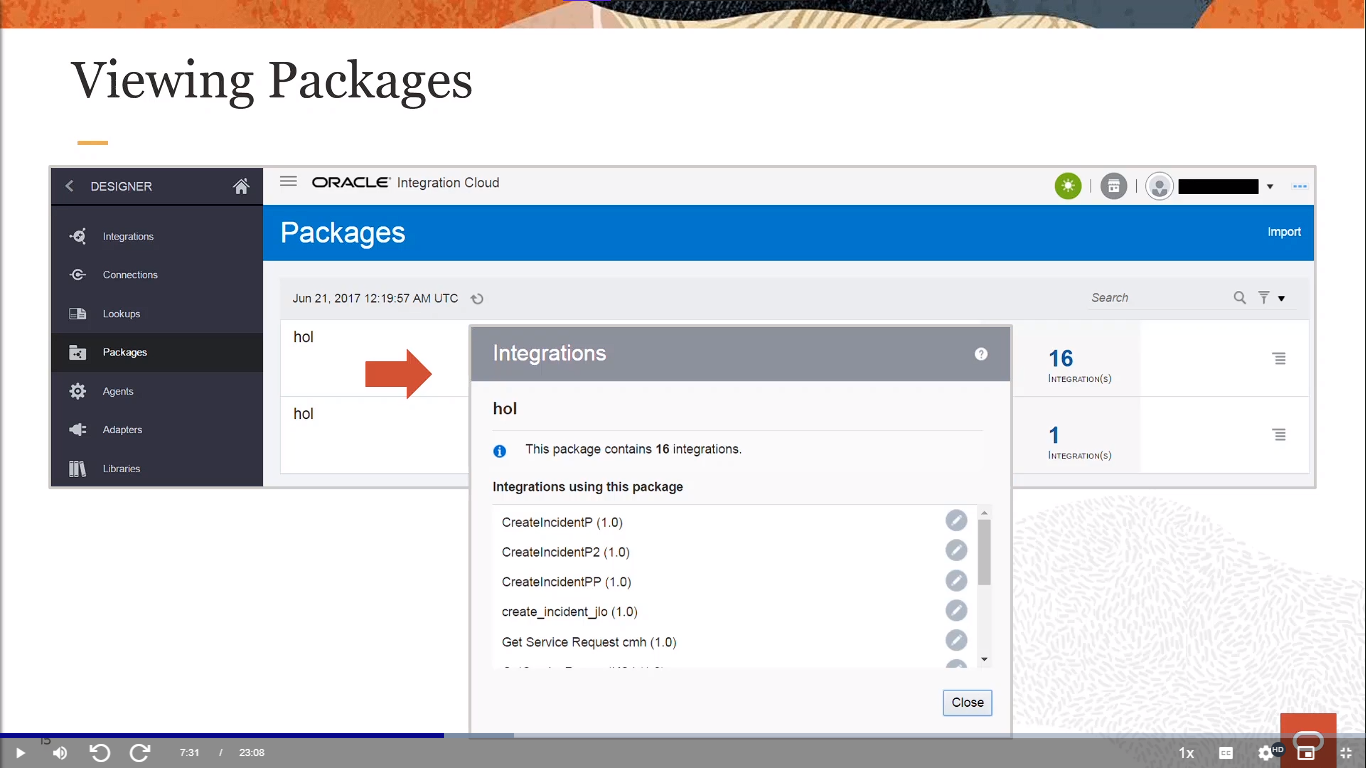 Viewing Packages
DESIGNER
ORACLE® Integration Cloud
Integrations
Connections
Lookups
Packages
Agents
Adapters
Libraries
Packages
Import
Jun 21, 2017 12:19:57 AM UTC
Search
hol
16
INTEGRATION(S)
hol
1
INTEGRATION(S)
Integrations
?
hol
i
This package contains 16 integrations.
Integrations using this package
CreateIncidentP (1.0)
CreateIncidentP2 (1.0)
CreateIncidentPP (1.0)
create_incident_jlo (1.0)
Get Service Request cmh (1.0)
Close
15
7:31 / 23:08
1x
CC
HD